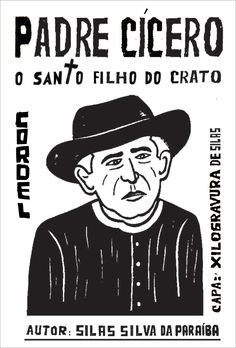 PADRE CÍCERO
O SANTO FILHO DO CRATO
CORDEL
CAPA: XILOGRAVURA DE SILAS
AUTOR: SILAS SILVA DA PARAÍBA